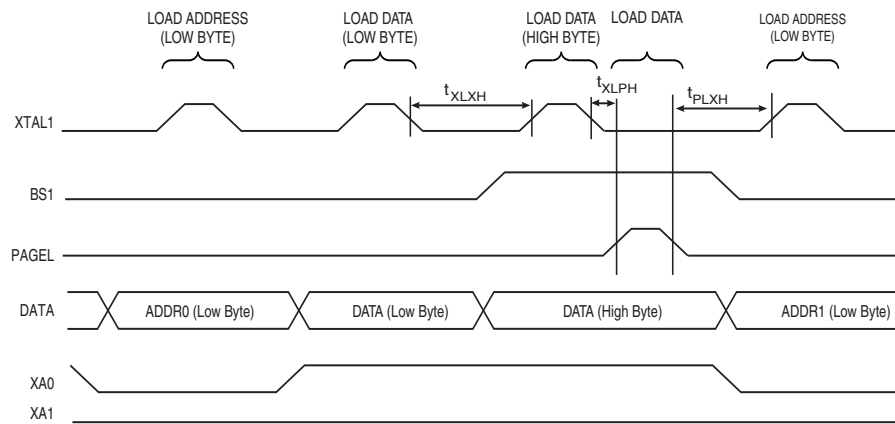 LOAD ADDRESS
(LOW BYTE)
LOAD DATA
(LOW BYTE)
LOAD DATA
(HIGH BYTE)
LOAD DATA
LOAD ADDRESS
(LOW BYTE)
tXLXH
tXLPH
tPLXH
XTAL1
BS1
PAGEL
DATA
ADDR0 (Low Byte)
DATA (Low Byte)
DATA (High Byte)
ADDR1 (Low Byte)
XA0
XA1